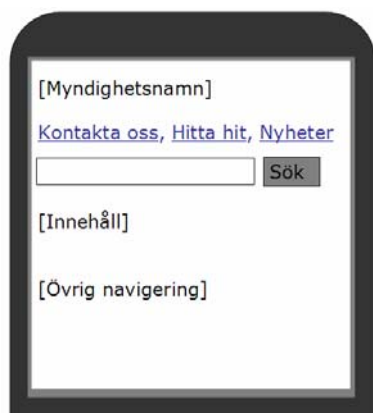 [Myndighetsnamn]
Kontakta oss, Hitta hit, Nyheter
Sök
[Innehåll]
[Övrig navigering]